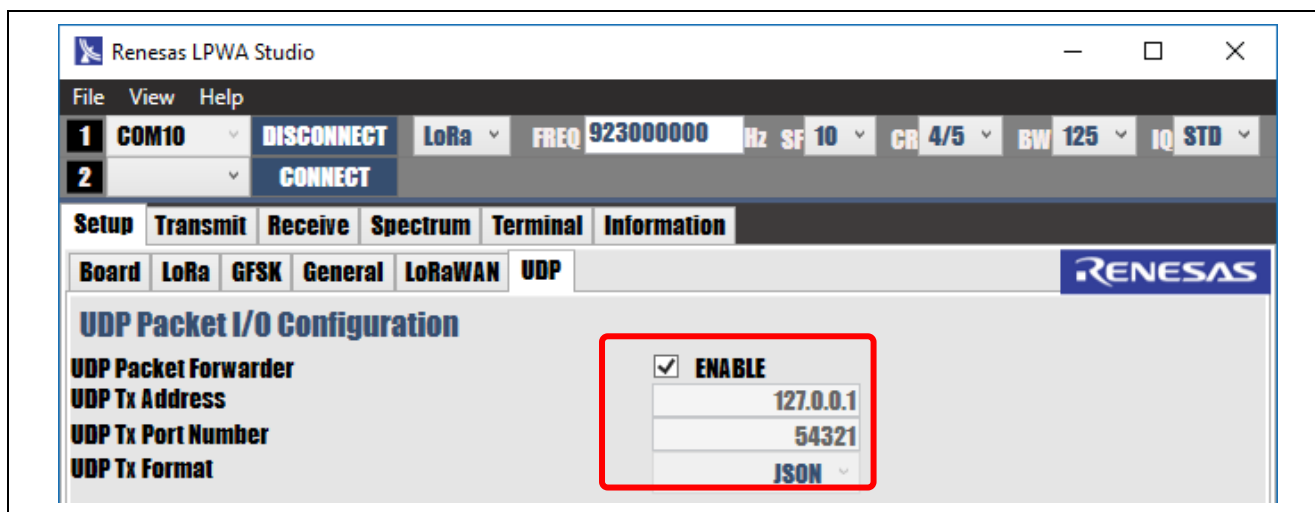 Renesas LPWA Studio
File View Help
1 COM10 DISCONNECT LoRa FREQ 923000000 Hz SF 10 CR 4/5 BW 125 IQ STD
2 CONNECT
Setup Transmit Receive Spectrum Terminal Information
Board LoRa GFSK General LoRaWAN UDP RENESAS
UDP Packet I/O Configuration
UDP Packet Forwarder ENABLE
UDP Tx Address 127.0.0.1
UDP Tx Port Number 54321
UDP Tx Format JSON